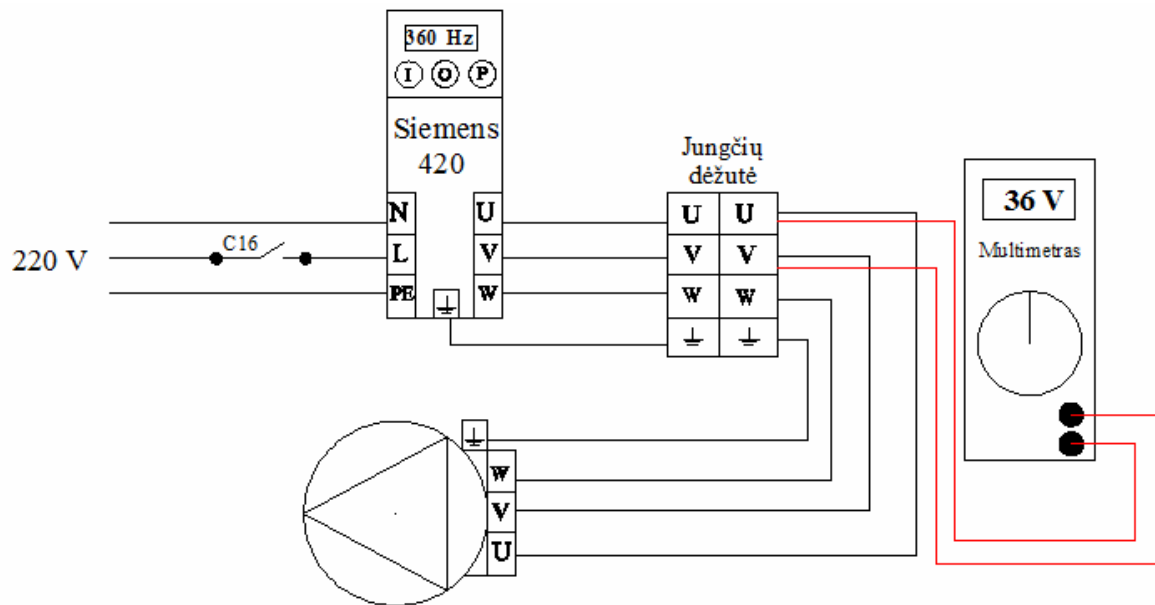 360 Hz
I O P
Siemens
420
220 V
C16
N
L
PE
U
V
W
Jungčių
dėžutė
U U
V V
W W
36 V
Multimetras
W
V
U